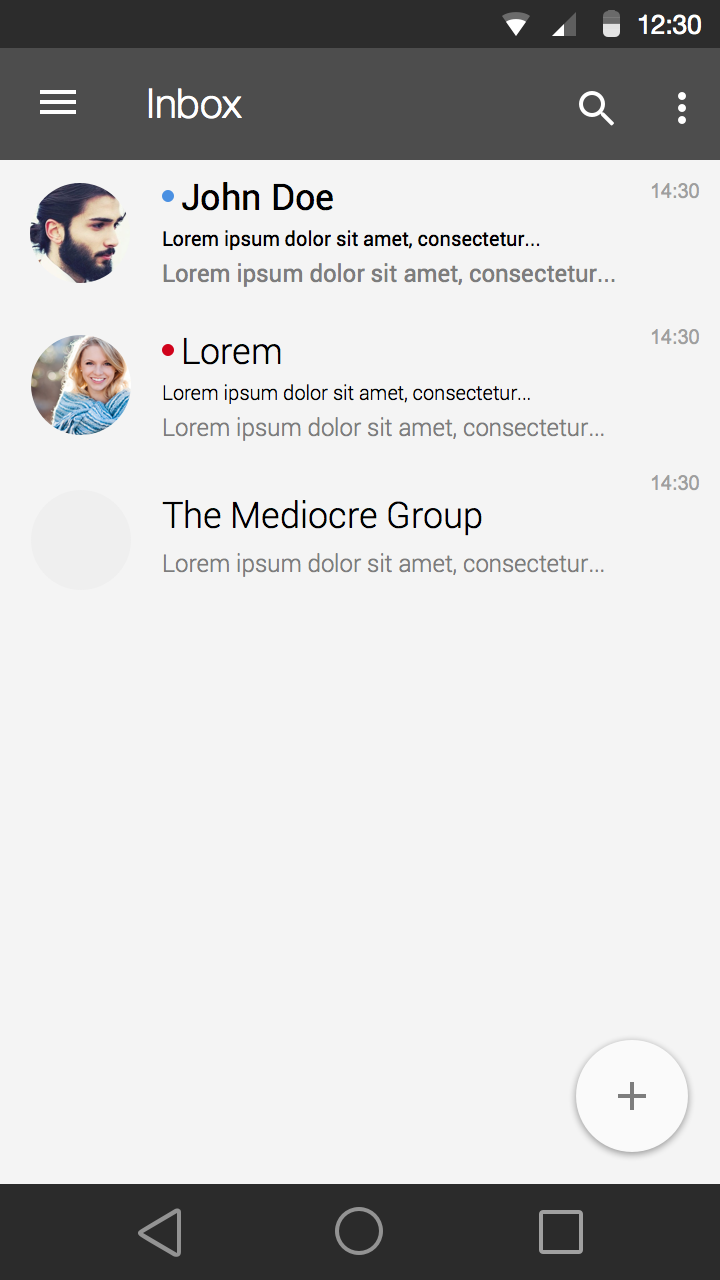 12:30
Inbox
John Doe
14:30
Lorem ipsum dolor sit amet, consectetur...
Lorem ipsum dolor sit amet, consectetur...
Lorem
14:30
Lorem ipsum dolor sit amet, consectetur...
Lorem ipsum dolor sit amet, consectetur...
14:30
The Mediocre Group
Lorem ipsum dolor sit amet, consectetur...